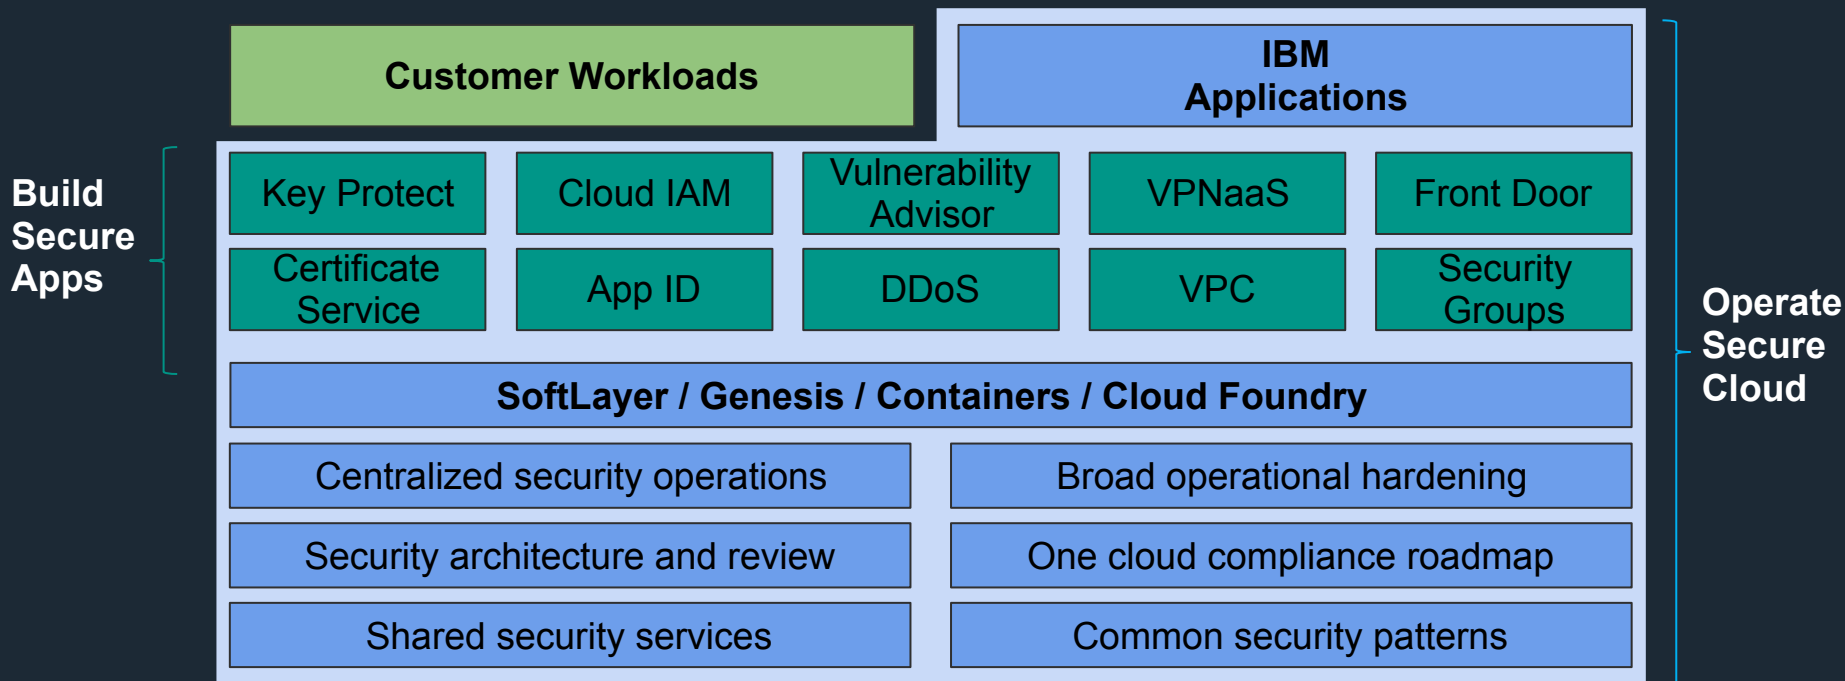 Customer Workloads
IBM
Applications
Build
Secure
Apps
Key Protect
Cloud IAM
Vulnerability
Advisor
VPNaaS
Front Door
Certificate
Service
App ID
DDoS
VPC
Security
Groups
Operate
Secure
Cloud
SoftLayer / Genesis / Containers / Cloud Foundry
Centralized security operations
Broad operational hardening
Security architecture and review
One cloud compliance roadmap
Shared security services
Common security patterns